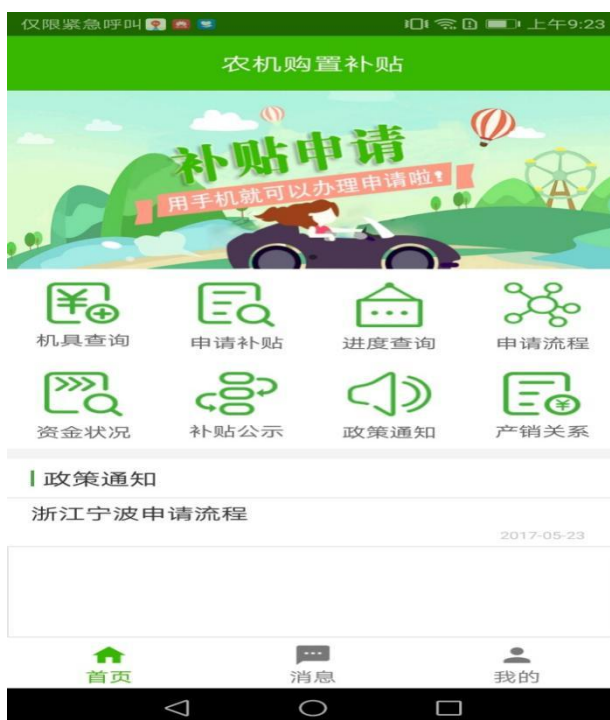 仅限紧急呼叫 上午9:23
农机购置补贴
补贴申请
用手机就可以办理申请啦!
机具查询 申请补贴 进度查询 申请流程
资金状况 补贴公示 政策通知 产销关系
政策通知
浙江宁波申请流程
2017-05-23
首页 消息 我的